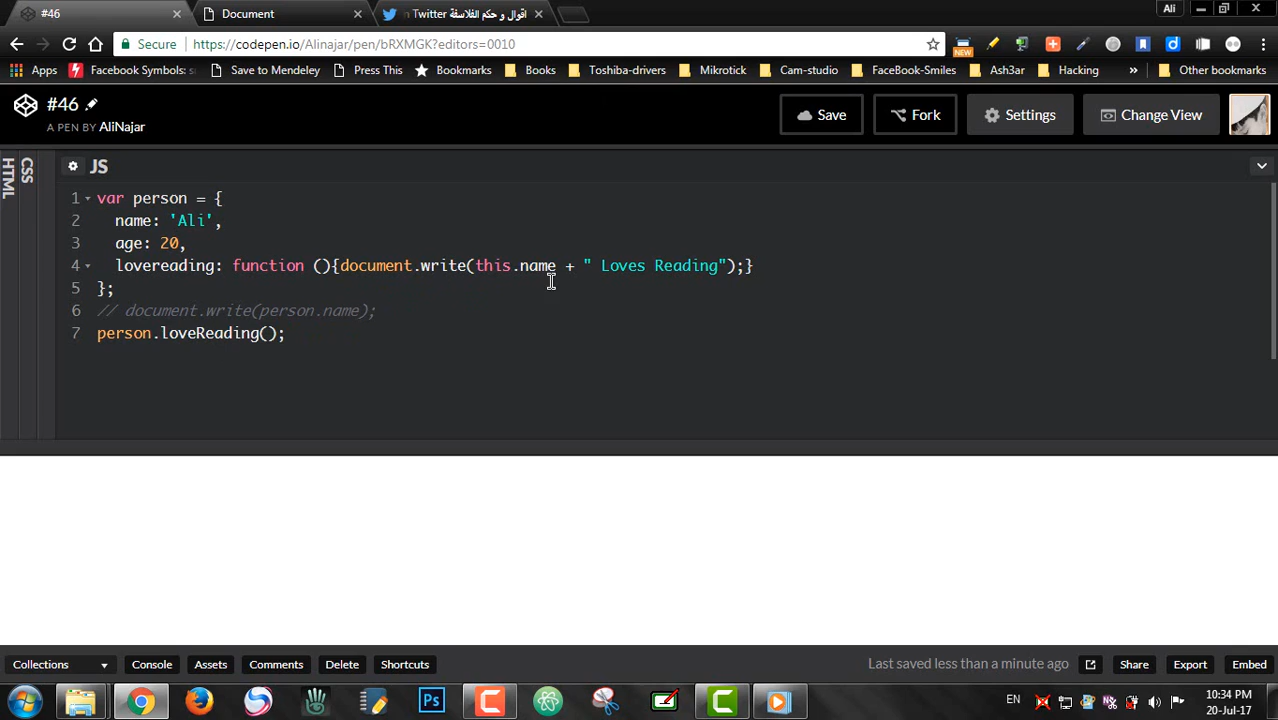 #46
Document
اقوال و حكم الفلاسفة Twitter
Ali
Secure
https://codepen.io/Alinajar/pen/bRXMGK?editors=0010
NEW
Apps
Facebook Symbols: s
Save to Mendeley
Press This
Bookmarks
Books
Toshiba-drivers
Mikrotick
Cam-studio
FaceBook-Smiles
Ash3ar
Hacking
»
Other bookmarks
#46
A PEN BY AliNajar
Save
Fork
Settings
Change View
HTML
CSS
JS
1 var person = {
2 name: 'Ali',
3 age: 20,
4 lovereading: function (){document.write(this.name + " Loves Reading");}
5 };
6 // document.write(person.name);
7 person.loveReading();
Collections
Console
Assets
Comments
Delete
Shortcuts
Last saved less than a minute ago
Share
Export
Embed
Ps
EN
10:34 PM
20-Jul-17